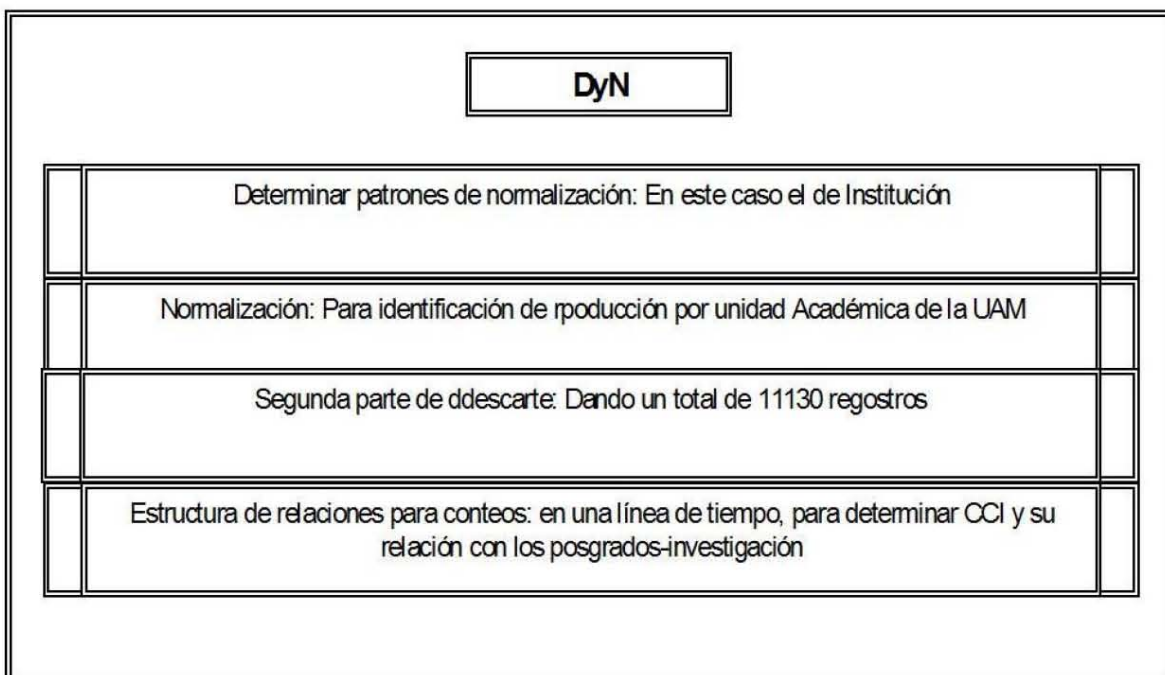 DyN
Determinar patrones de normalización: En este caso el de Institución
Normalización: Para identificación de rpoducción por unidad Académica de la UAM
Segunda parte de ddescarte: Dando un total de 11130 regostros
Estructura de relaciones para conteos: en una línea de tiempo, para determinar CCI y su
relación con los posgrados-investigación